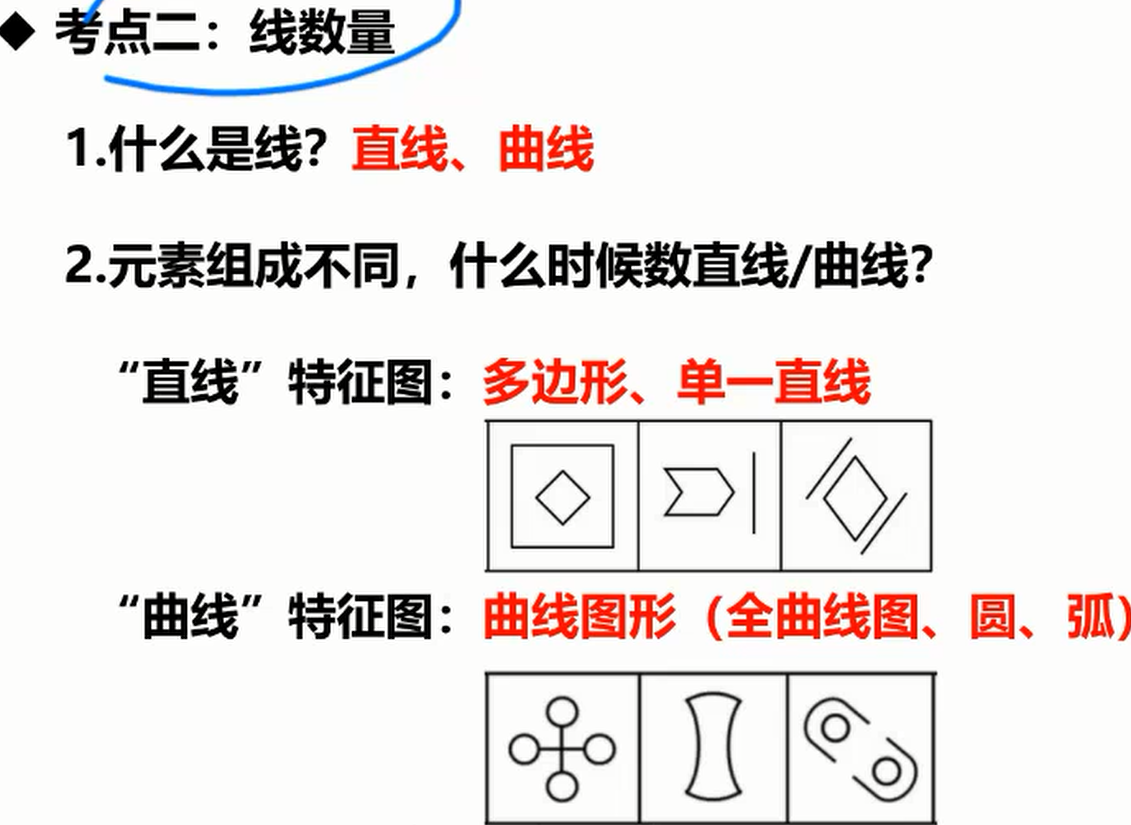 ◆ 考点二：线数量
1.什么是线？直线、曲线
2.元素组成不同，什么时候数直线/曲线？
“直线”特征图：多边形、单一直线
“曲线”特征图：曲线图形（全曲线图、圆、弧）